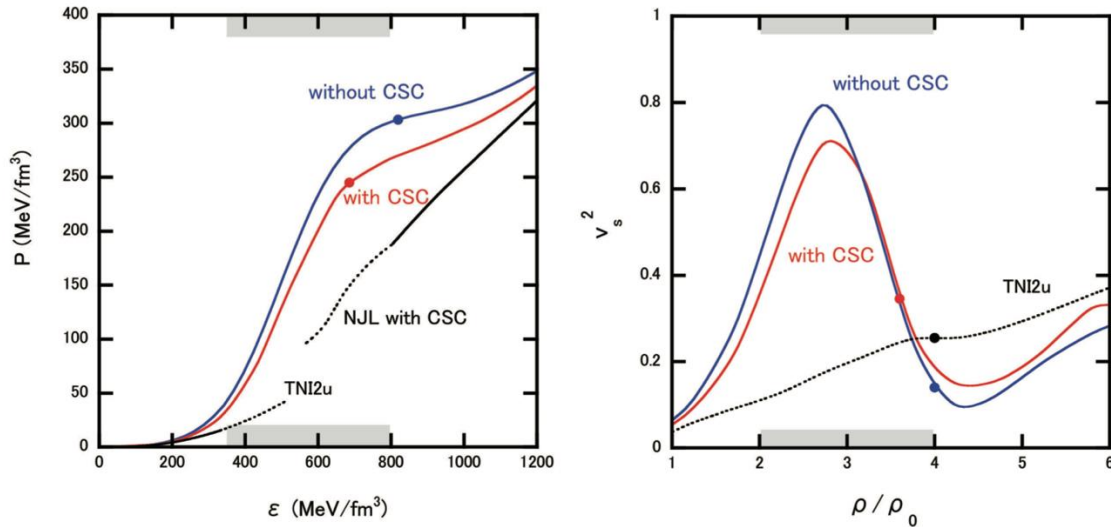 400
350
300
250
200
150
100
50
0
P (MeV/fm³)
without CSC
with CSC
NJL with CSC
TNI2u
0 200 400 600 800 1000 1200
ε (MeV/fm³)
1
0.8
0.6
0.4
0.2
0
v_s²
without CSC
with CSC
TNI2u
1 2 3 4 5 6
ρ/ρ₀